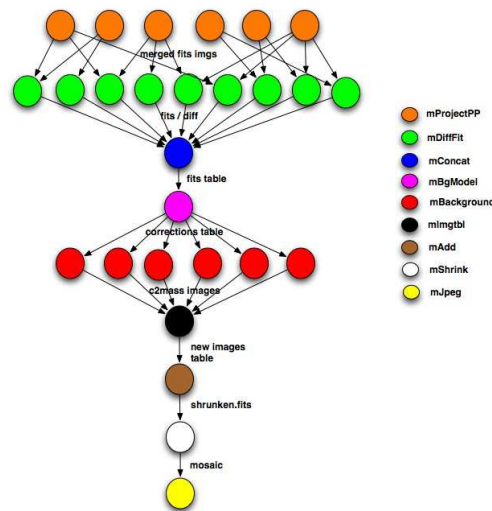 merged fits imgs
fits / diff
fits table
corrections table
c2mass images
new images
table
shrunken.fits
mosaic
mProjectPP
mDiffFit
mConcat
mBgModel
mBackground
mImgtbl
mAdd
mShrink
mJpeg